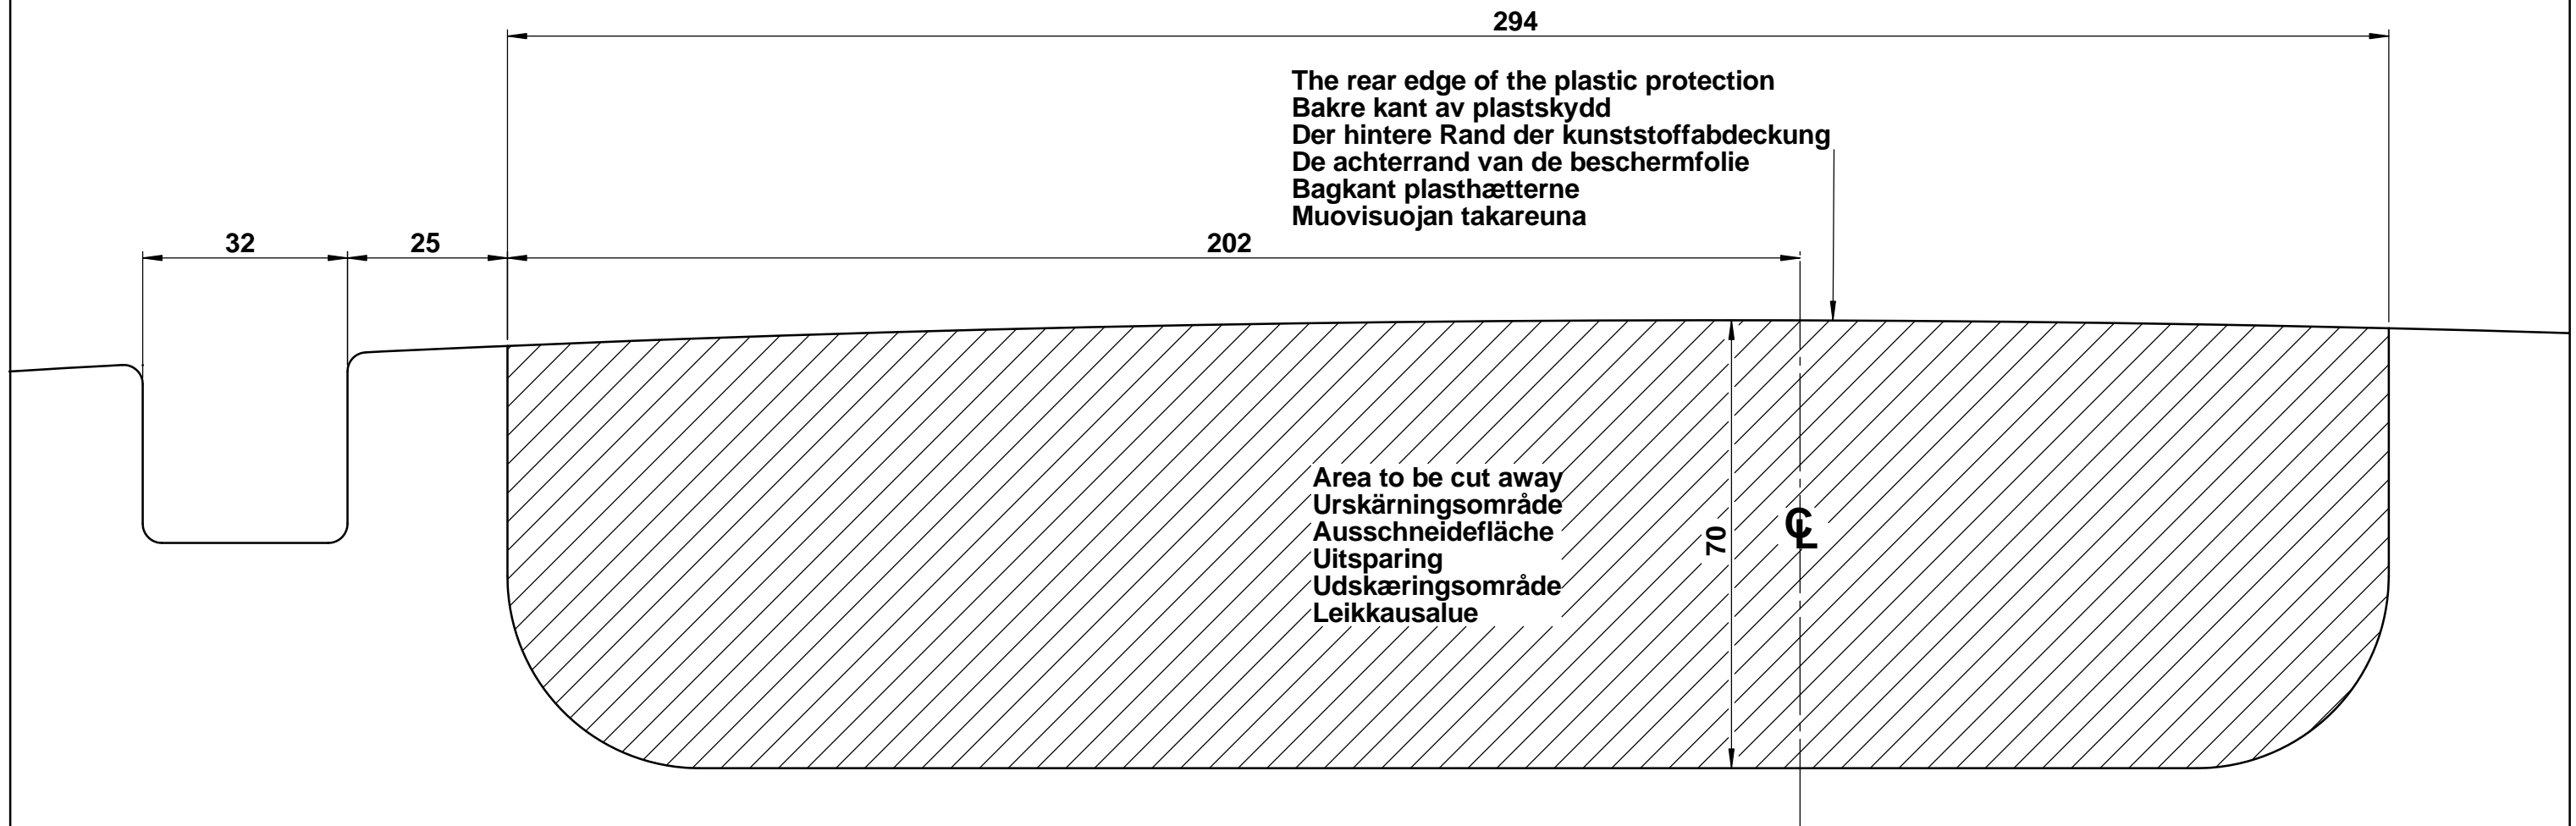 294
The rear edge of the plastic protection
Bakre kant av plastskydd
Der hintere Rand der kunststoffabdeckung
De achterrand van de beschermfolie
Bagkant plasthætterne
Muovisuojan takareuna
32
25
202
Area to be cut away
Urskärningsområde
Ausschneidefläche
Uitsparing
Udskæringsområde
Leikkausalue
70
℄